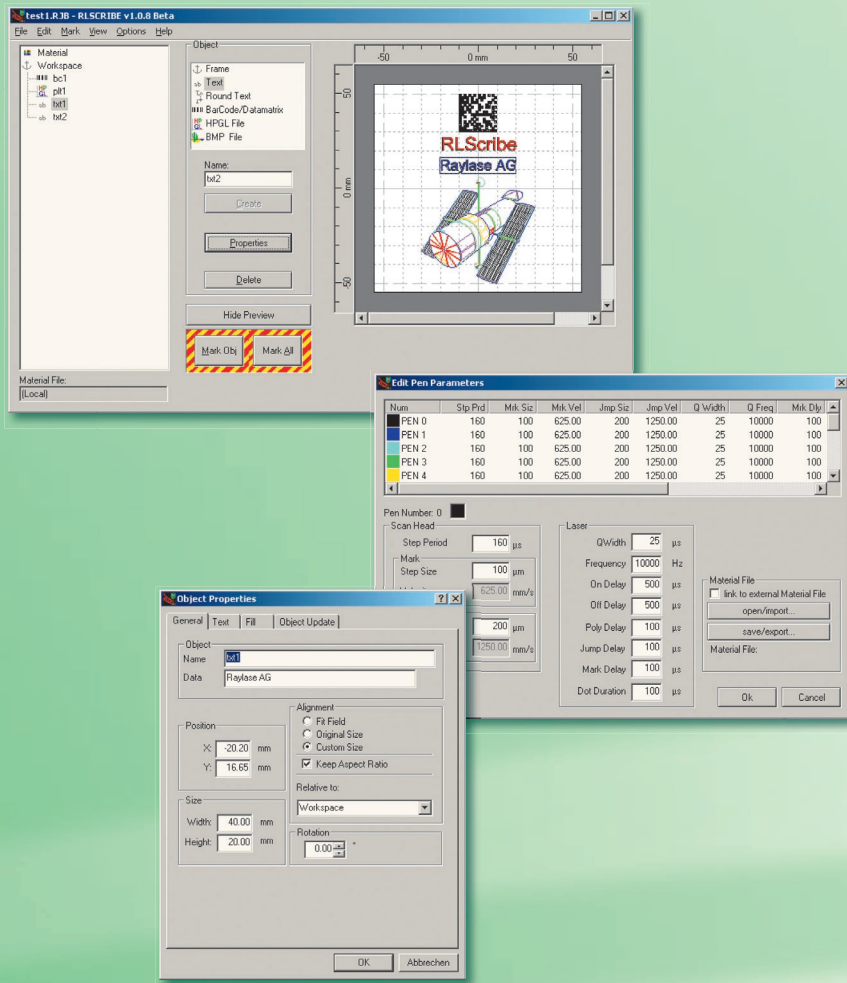 test1.RJB - RLSCRIBE v1.0.8 Beta
File Edit Mark View Options Help
Material
Workspace
bc1
plt1
txt1
txt2
Material File:
(Local)
Object
Frame
Text
Round Text
BarCode/Datamatrix
HPGL File
BMP File
Name:
txt2
Create
Properties
Delete
Hide Preview
Mark Obj Mark All
-50 0 mm 50
-50
0 mm
-50
RLScribe
Raylase AG
Edit Pen Parameters
Num Stp Prd Mrk Siz Mrk Vel Jmp Siz Jmp Vel Q Width Q Freq Mrk Dly
PEN 0 160 100 625.00 200 1250.00 25 10000 100
PEN 1 160 100 625.00 200 1250.00 25 10000 100
PEN 2 160 100 625.00 200 1250.00 25 10000 100
PEN 3 160 100 625.00 200 1250.00 25 10000 100
PEN 4 160 100 625.00 200 1250.00 25 10000 100
Pen Number: 0
Scan Head
Step Period 160 µs
Mark
Step Size 100 µm
625.00 mm/s
200 µm
1250.00 mm/s
Laser
QWidth 25 µs
Frequency 10000 Hz
On Delay 500 µs
Off Delay 500 µs
Poly Delay 100 µs
Jump Delay 100 µs
Mark Delay 100 µs
Dot Duration 100 µs
Material File
link to external Material File
open/import...
save/export...
Material File:
Ok Cancel
Object Properties
General Text Fill Object Update
Object
Name txt1
Data Raylase AG
Position
X: -20.20 mm
Y: 16.65 mm
Size
Width: 40.00 mm
Height: 20.00 mm
Alignment
Fit Field
Original Size
Custom Size
Keep Aspect Ratio
Relative to:
Workspace
Rotation
0.00 °
OK Abbrechen